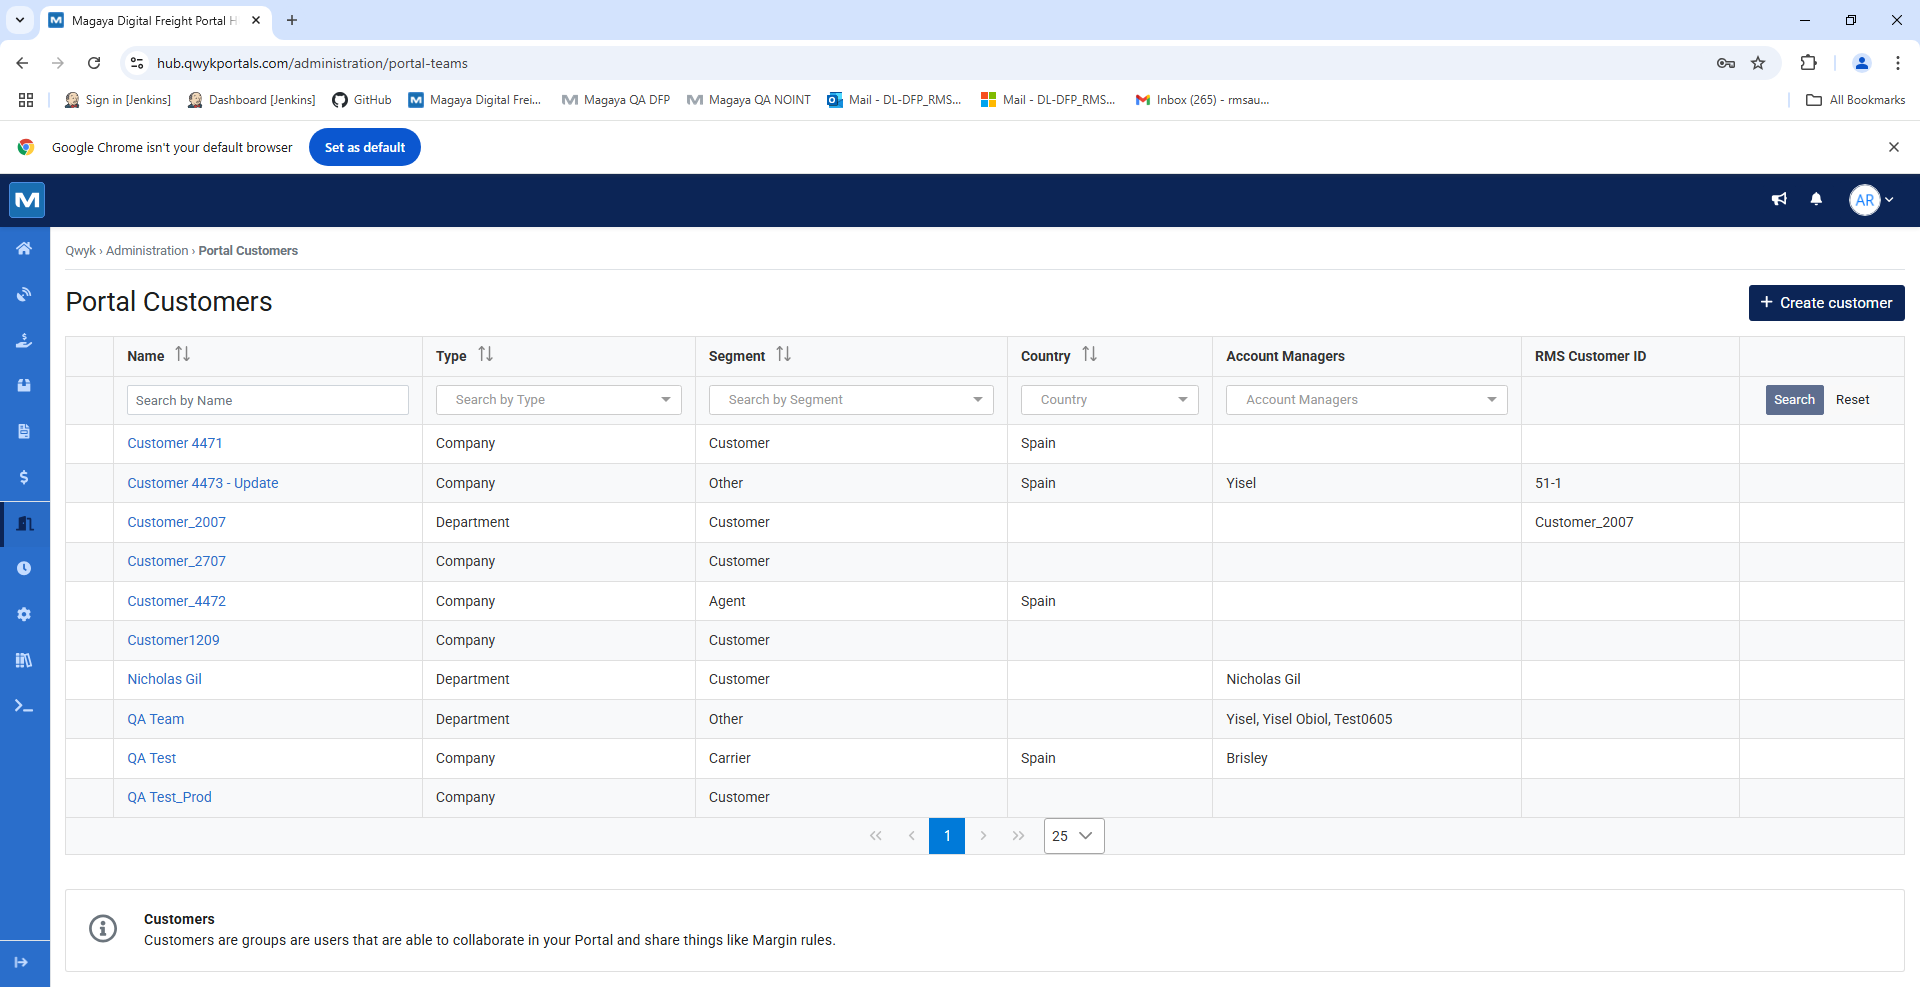 Magaya Digital Freight Portal H
hub.qwykportals.com/administration/portal-teams
Sign in [Jenkins]
Dashboard [Jenkins]
GitHub
Magaya Digital Frei...
Magaya QA DFP
Magaya QA NOINT
Mail - DL-DFP_RMS...
Mail - DL-DFP_RMS...
Inbox (265) - rmsau...
All Bookmarks
Google Chrome isn't your default browser
Set as default
AR
Qwyk › Administration › Portal Customers
Portal Customers
+ Create customer
Name Type Segment Country Account Managers RMS Customer ID
Search by Name Search by Type Search by Segment Country Account Managers Search Reset
Customer 4471 Company Customer Spain
Customer 4473 - Update Company Other Spain Yisel 51-1
Customer_2007 Department Customer Customer_2007
Customer_2707 Company Customer
Customer_4472 Company Agent Spain
Customer1209 Company Customer
Nicholas Gil Department Customer Nicholas Gil
QA Team Department Other Yisel, Yisel Obiol, Test0605
QA Test Company Carrier Spain Brisley
QA Test_Prod Company Customer
1 25
Customers
Customers are groups are users that are able to collaborate in your Portal and share things like Margin rules.